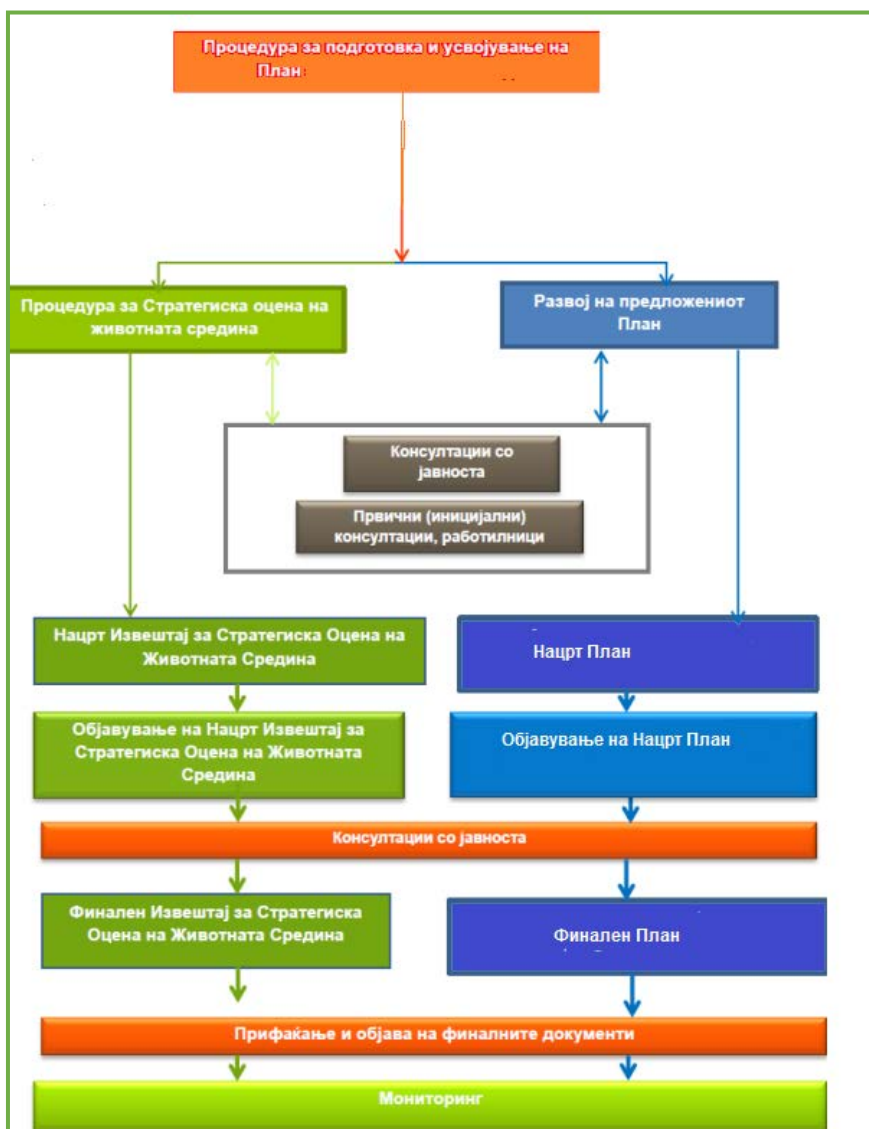 Процедура за подготовка и усвојување на
План:
Процедура за Стратегиска оцена на
животната средина
Развој на предложениот
План
Консултации со
јавноста
Првични (иницијални)
консултации, работилници
Нацрт Извештај за Стратегиска Оцена на
Животната Средина
Нацрт План
Објавување на Нацрт Извештај за
Стратегиска Оцена на Животната
Средина
Објавување на Нацрт План
Консултации со јавноста
Финален Извештај за Стратегиска
Оцена на Животната Средина
Финален План
Прифаќање и објава на финалните документи
Мониторинг